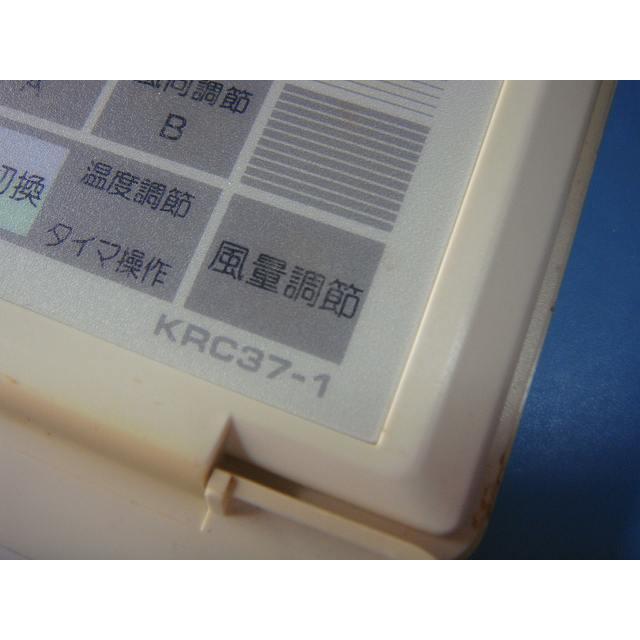 風向調節
B
切換
温度調節
タイマ操作
風量調節
KRC37-1